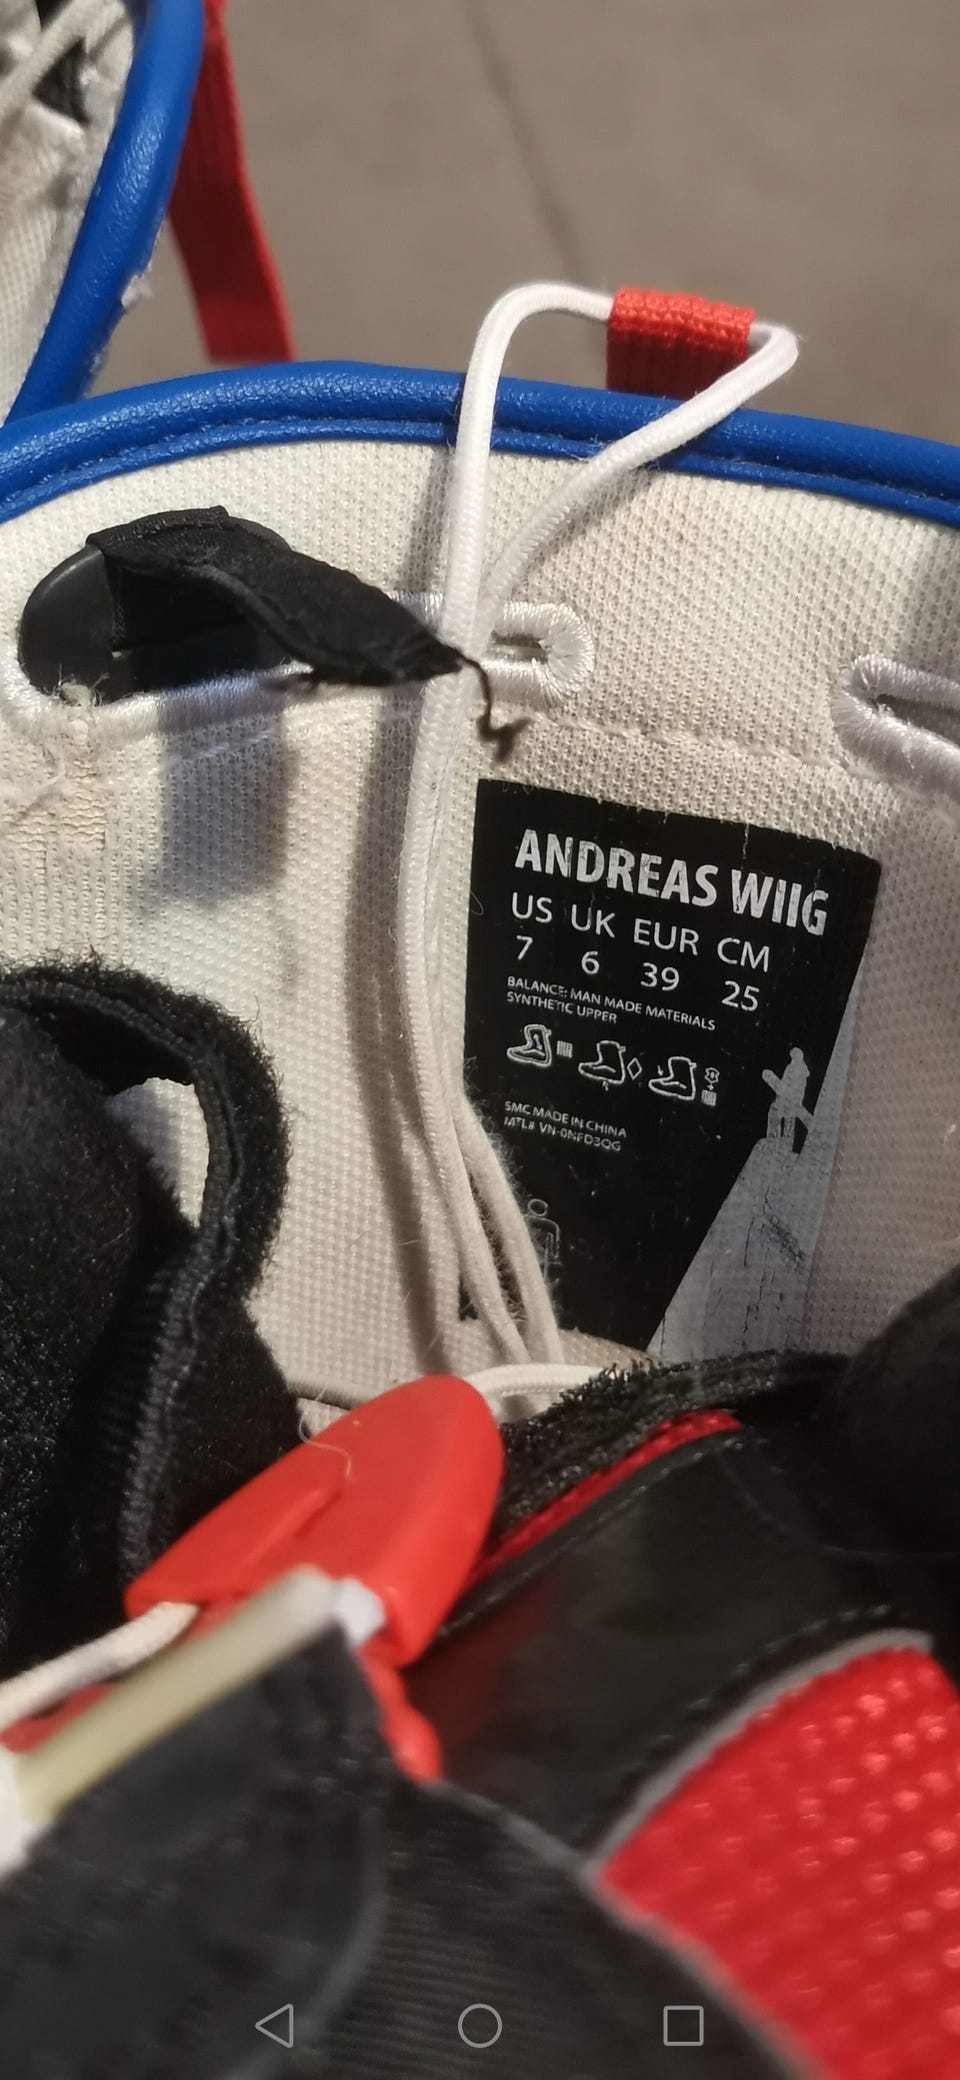 ANDREAS WIIG
US UK EUR CM
7 6 39 25
BALANCE: MAN MADE MATERIALS
SYNTHETIC UPPER
SMC MADE IN CHINA
MTL# VN-0NFD3QG